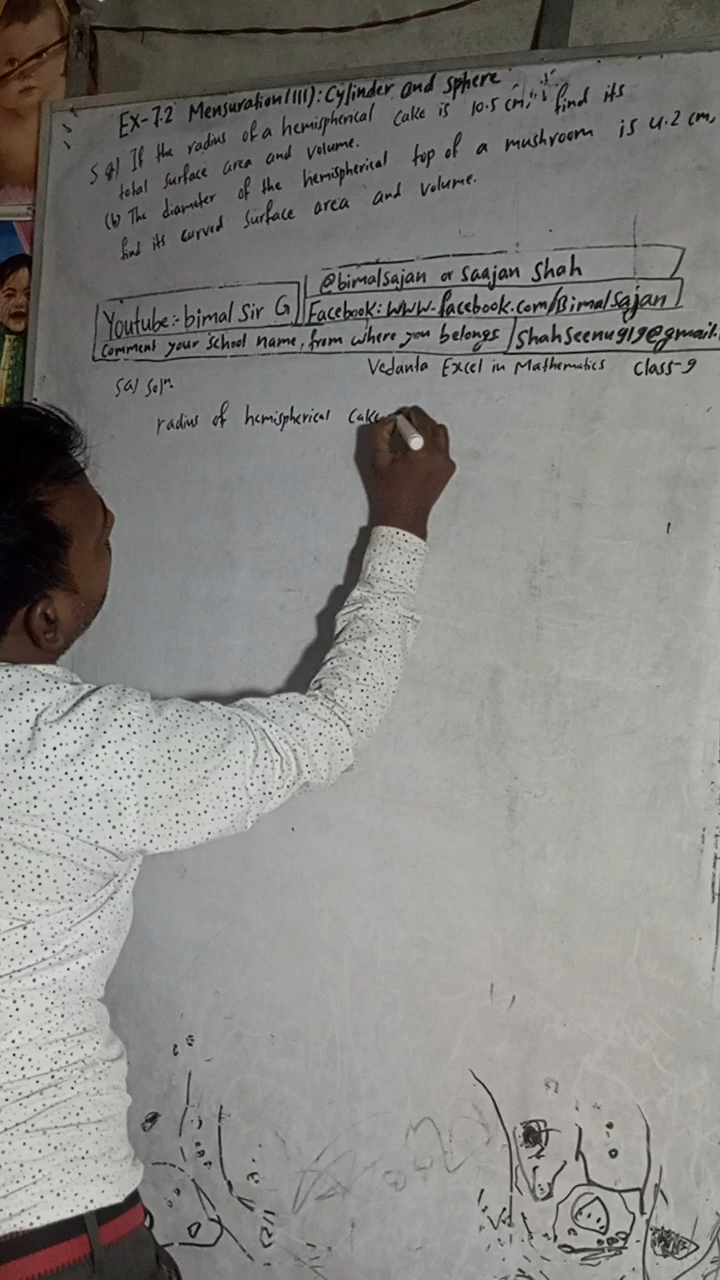 Ex-7.2 Mensuration(III): Cylinder and sphere
5 a) If the radius of a hemispherical cake is 10.5 cm, find its
total surface area and volume.
(b) The diameter of the hemispherical top of a mushroom is 4.2 cm,
find its curved surface area and volume.
@bimalsajan or Saajan Shah
Youtube:- bimal Sir G
Facebook: www.facebook.com/Bimalsajan
Comment your school name, from where you belongs
Shahseenu919@gmail.
Vedanta Excel in Mathematics Class-9
5a) Soln
radius of hemispherical cake